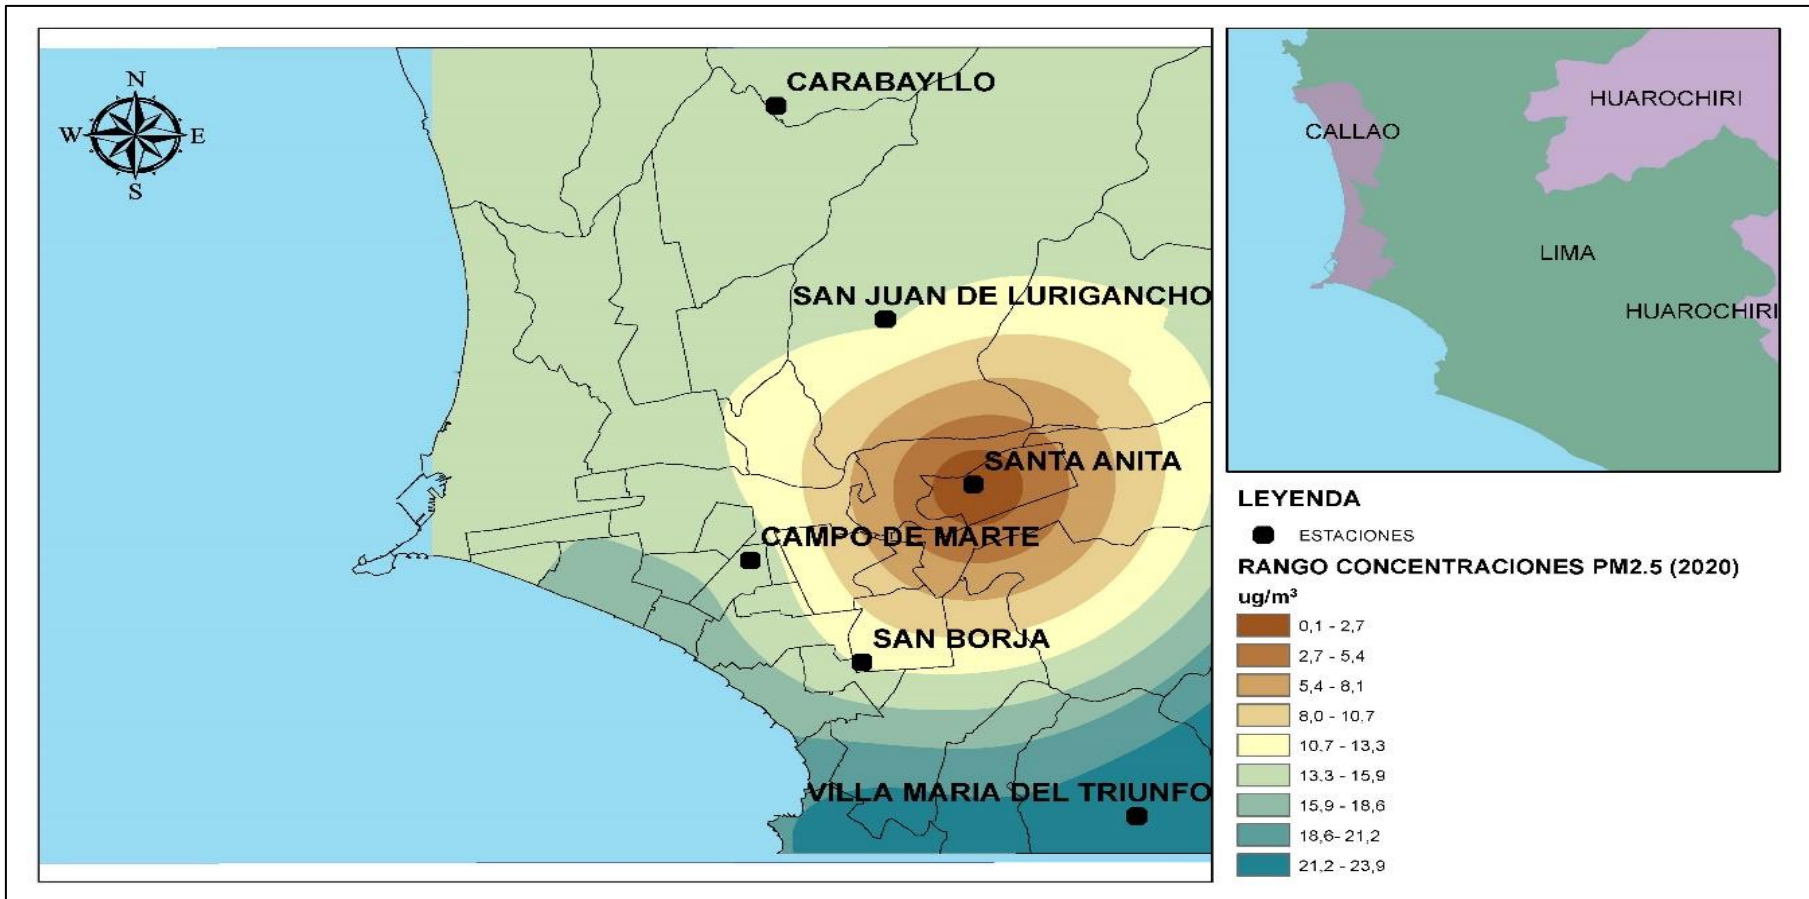 N
W E
S
CARABAYLLO
SAN JUAN DE LURIGANCHO
SANTA ANITA
CAMPO DE MARTE
SAN BORJA
VILLA MARIA DEL TRIUNFO
HUAROCHIRI
CALLAO
LIMA
HUAROCHIRI
LEYENDA
ESTACIONES
RANGO CONCENTRACIONES PM2.5 (2020)
ug/m³
0,1 - 2,7
2,7 - 5,4
5,4 - 8,1
8,0 - 10,7
10.7 - 13,3
13.3 - 15,9
15,9 - 18,6
18,6- 21,2
21,2 - 23,9